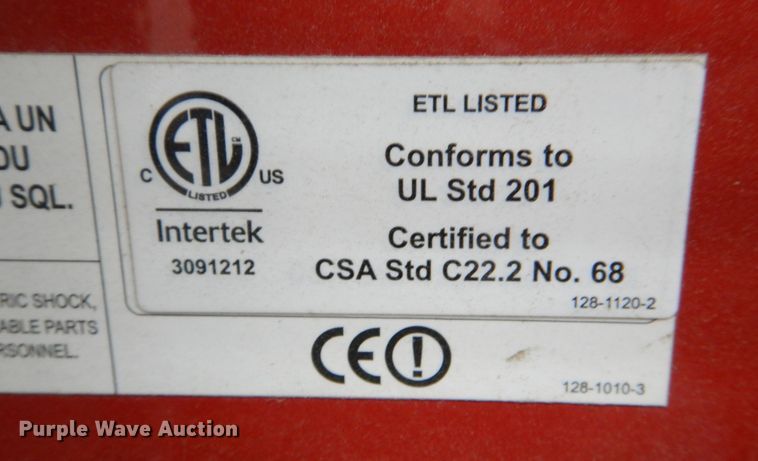 A UN
OU
SQL.
RIC SHOCK,
ABLE PARTS
RSONNEL.
ETL
CM
LISTED
C US
Intertek
3091212
ETL LISTED
Conforms to
UL Std 201
Certified to
CSA Std C22.2 No. 68
128-1120-2
CE!
128-1010-3
Purple Wave Auction